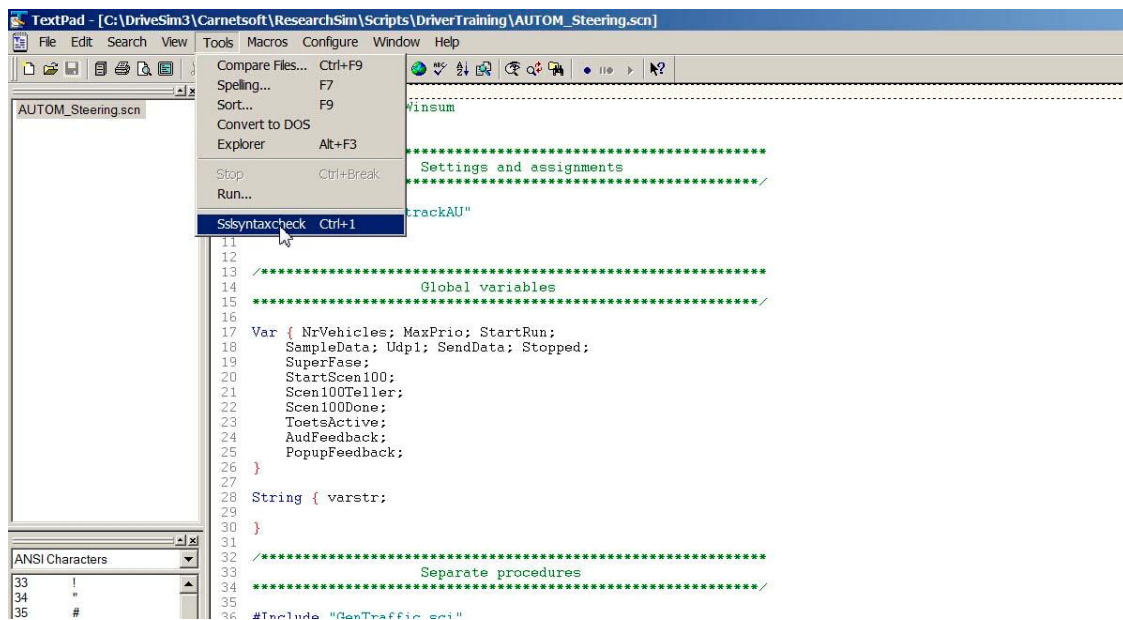 TextPad - [C:\DriveSim3\Carnetsoft\ResearchSim\Scripts\DriverTraining\AUTOM_Steering.scn]
File Edit Search View Tools Macros Configure Window Help
Compare Files... Ctrl+F9
Spelling... F7
Sort... F9
Convert to DOS
Explorer Alt+F3
Stop Ctrl+Break
Run...
Sslsyntaxcheck Ctrl+1
AUTOM_Steering.scn
Winsum
************************************************************
Settings and assignments
************************************************************/
trackAU"
11
12
13 /************************************************************
14 Global variables
15 ************************************************************/
16
17 Var { NrVehicles; MaxPrio; StartRun;
18 SampleData; Udp1; SendData; Stopped;
19 SuperFase;
20 StartScen100;
21 Scen100Teller;
22 Scen100Done;
23 ToetsActive;
24 AudFeedback;
25 PopupFeedback;
26 }
27
28 String { varstr;
29
30 }
31
32 /************************************************************
33 Separate procedures
34 ************************************************************/
35
36 #Include "GenTraffic.sci"
ANSI Characters
33 !
34 "
35 #